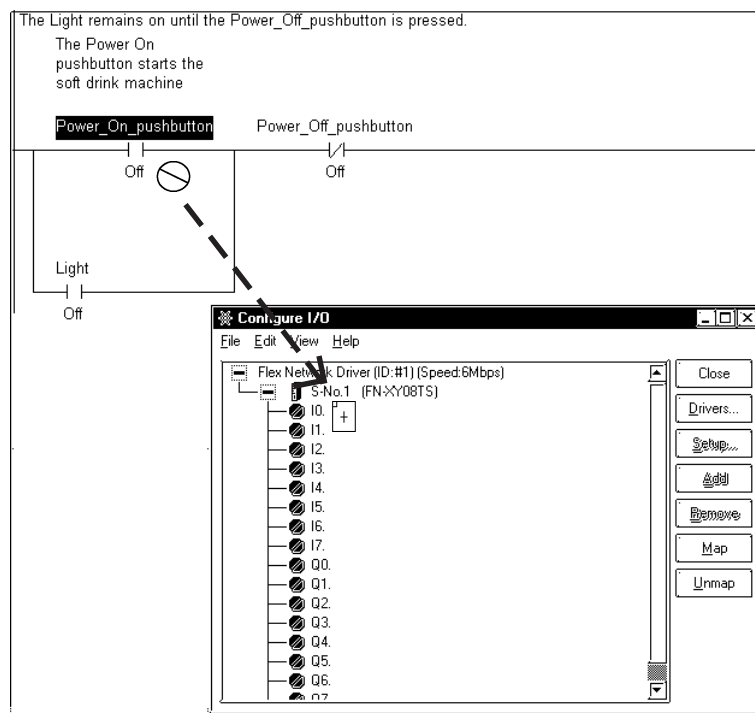 The Light remains on until the Power_Off_pushbutton is pressed.
The Power On
pushbutton starts the
soft drink machine
Power_On_pushbutton
Power_Off_pushbutton
Off
Off
Light
Off
Configure I/O
File Edit View Help
Flex Network Driver (ID:#1) (Speed:6Mbps)
S-No.1 (FN-XY08TS)
I0.
I1.
I2.
I3.
I4.
I5.
I6.
I7.
Q0.
Q1.
Q2.
Q3.
Q4.
Q5.
Q6.
Q7.
Close
Drivers...
Setup...
Add
Remove
Map
Unmap